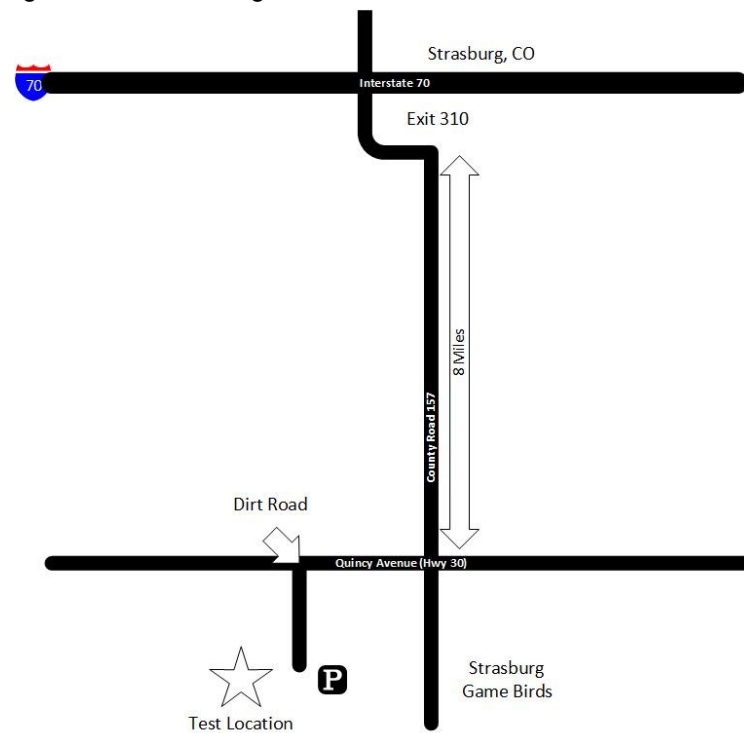 Strasburg, CO
70
Interstate 70
Exit 310
8 Miles
County Road 157
Dirt Road
Quincy Avenue (Hwy 30)
P
Strasburg
Game Birds
Test Location